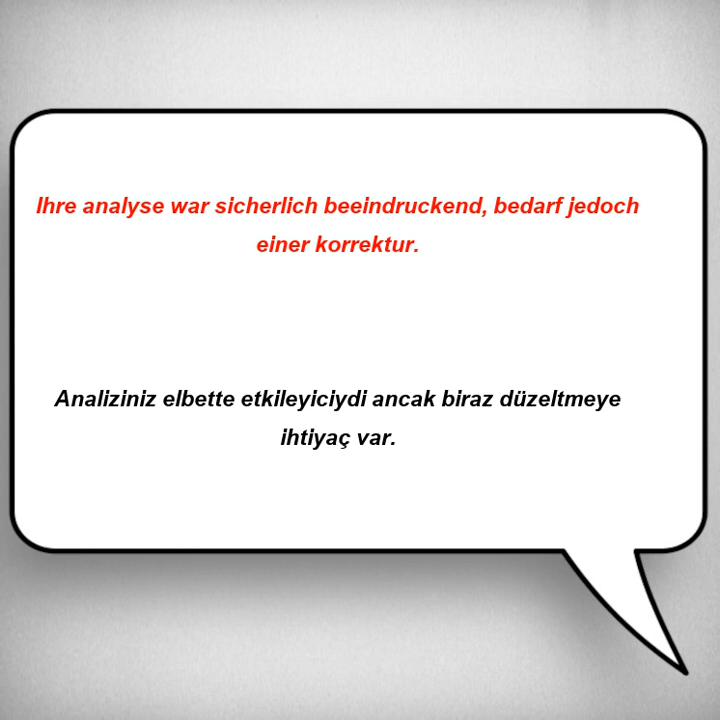 Ihre analyse war sicherlich beeindruckend, bedarf jedoch
einer korrektur.
Analiziniz elbette etkileyiciydi ancak biraz düzeltmeye
ihtiyaç var.